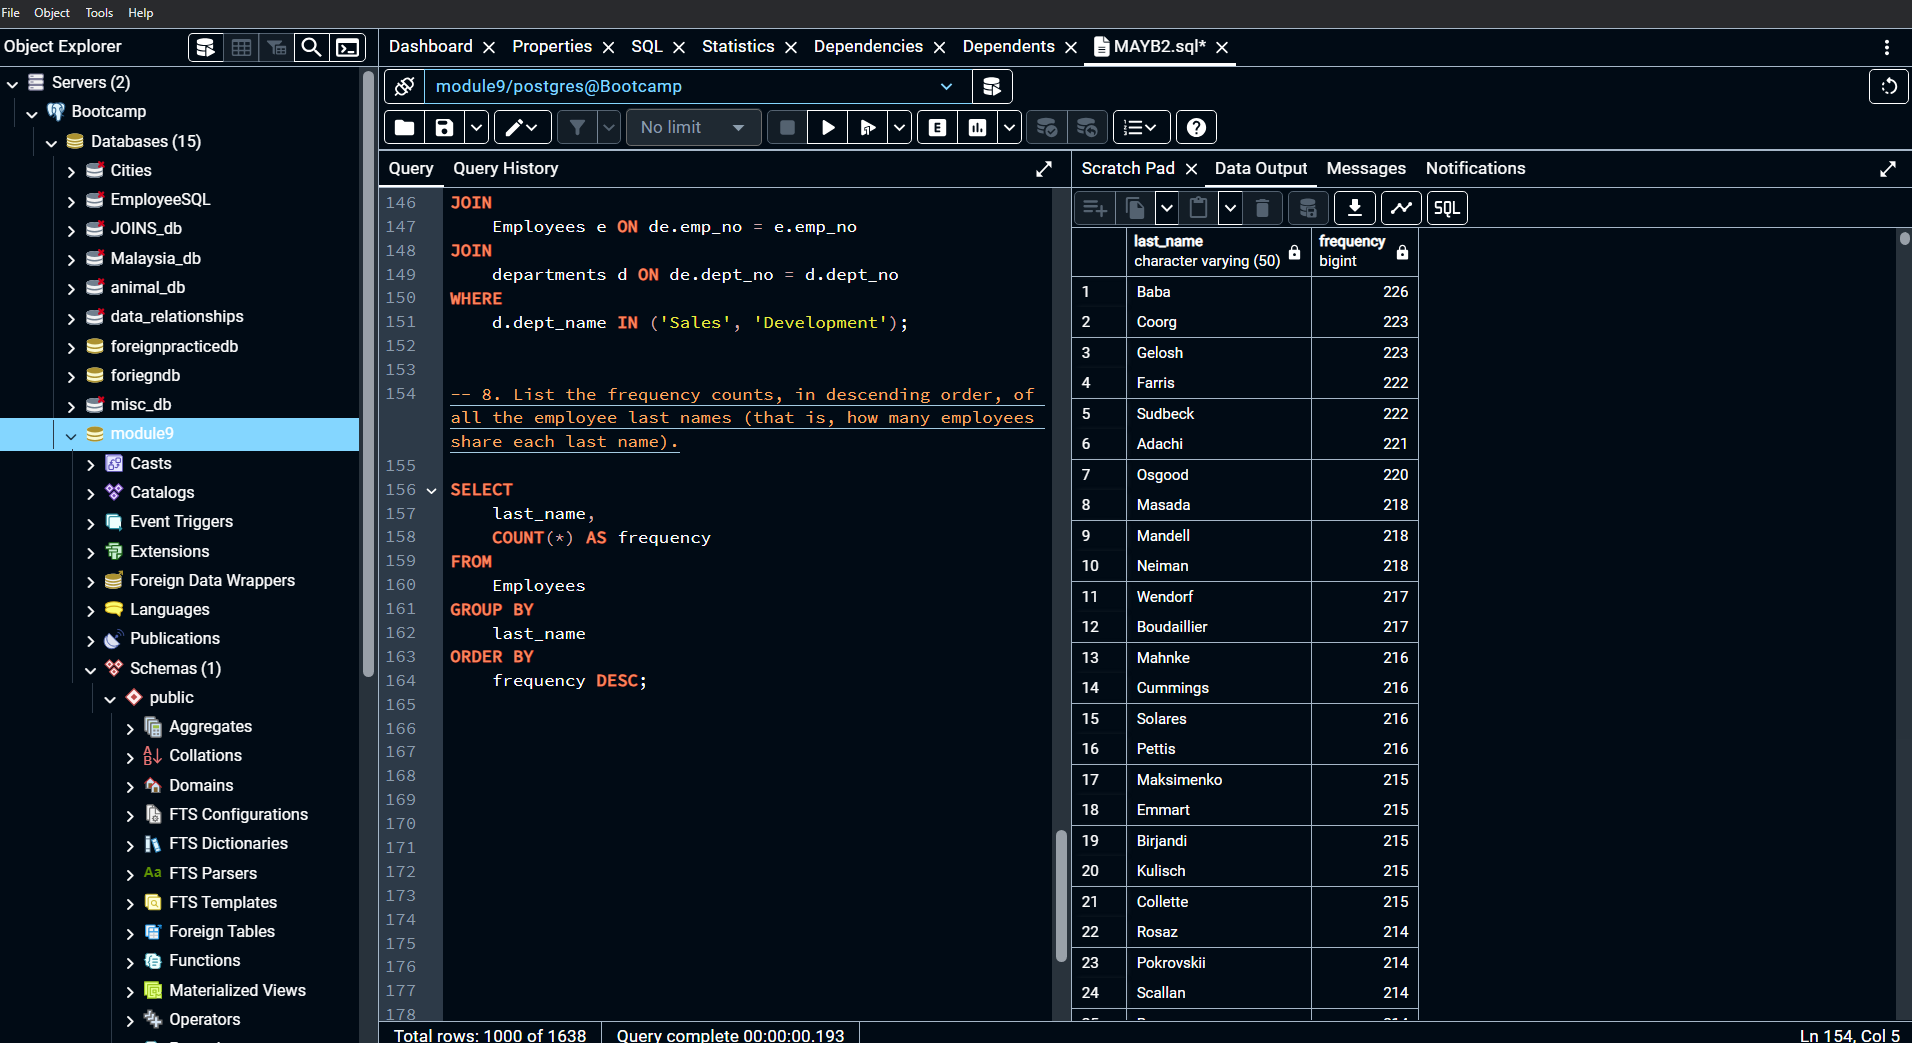 File Object Tools Help
Object Explorer
Dashboard Properties SQL Statistics Dependencies Dependents MAYB2.sql*
Servers (2)
Bootcamp
Databases (15)
Cities
EmployeeSQL
JOINS_db
Malaysia_db
animal_db
data_relationships
foreignpracticedb
foriegndb
misc_db
module9
Casts
Catalogs
Event Triggers
Extensions
Foreign Data Wrappers
Languages
Publications
Schemas (1)
public
Aggregates
Collations
Domains
FTS Configurations
FTS Dictionaries
Aa FTS Parsers
FTS Templates
Foreign Tables
Functions
Materialized Views
Operators
module9/postgres@Bootcamp
No limit
E
Query Query History
146 JOIN
147 Employees e ON de.emp_no = e.emp_no
148 JOIN
149 departments d ON de.dept_no = d.dept_no
150 WHERE
151 d.dept_name IN ('Sales', 'Development');
152
153
154 -- 8. List the frequency counts, in descending order, of
all the employee last names (that is, how many employees
share each last name).
155
156 SELECT
157 last_name,
158 COUNT(*) AS frequency
159 FROM
160 Employees
161 GROUP BY
162 last_name
163 ORDER BY
164 frequency DESC;
165
166
167
168
169
170
171
172
173
174
175
176
177
178
Scratch Pad Data Output Messages Notifications
SQL
last_name
character varying (50)
frequency
bigint
1 Baba 226
2 Coorg 223
3 Gelosh 223
4 Farris 222
5 Sudbeck 222
6 Adachi 221
7 Osgood 220
8 Masada 218
9 Mandell 218
10 Neiman 218
11 Wendorf 217
12 Boudaillier 217
13 Mahnke 216
14 Cummings 216
15 Solares 216
16 Pettis 216
17 Maksimenko 215
18 Emmart 215
19 Birjandi 215
20 Kulisch 215
21 Collette 215
22 Rosaz 214
23 Pokrovskii 214
24 Scallan 214
Total rows: 1000 of 1638 Query complete 00:00:00.193 Ln 154, Col 5